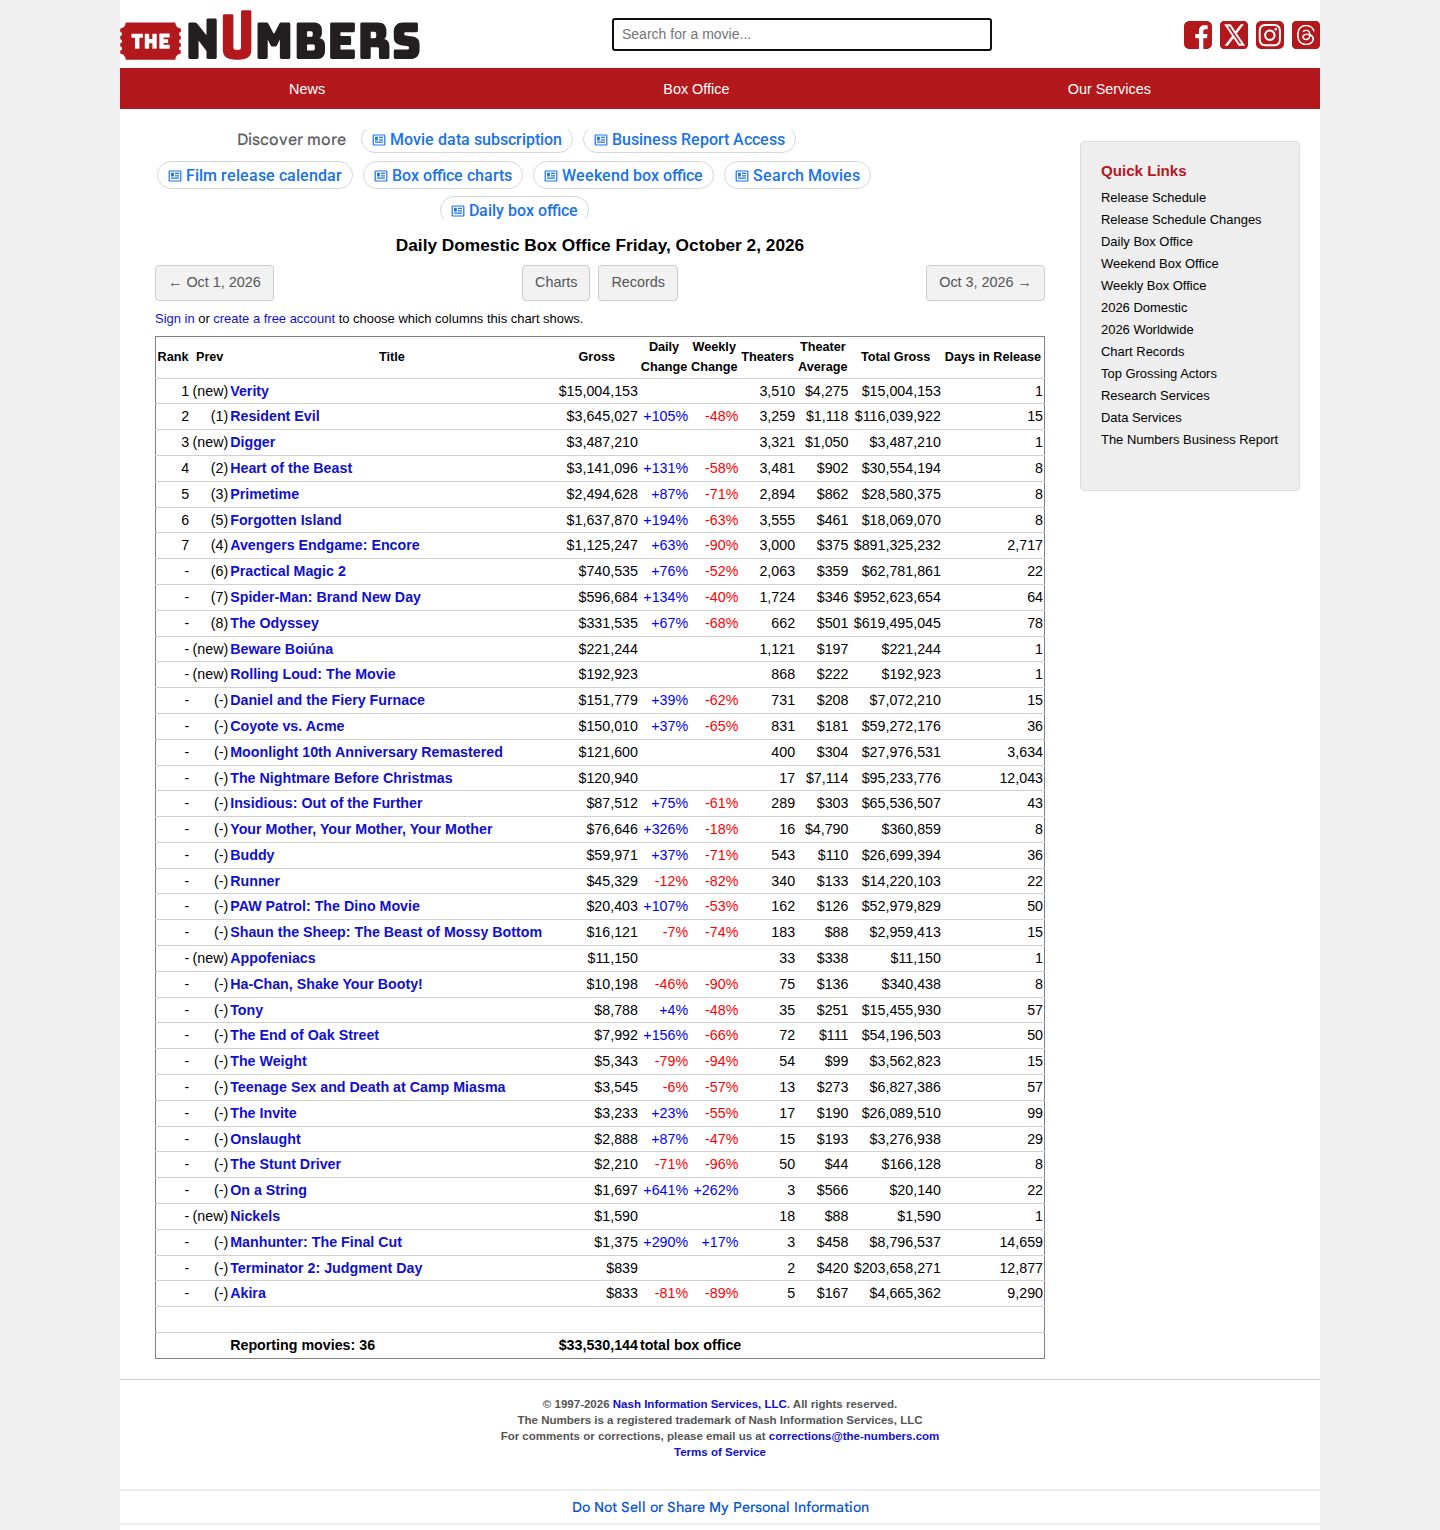 THE NUMBERS
Search for a movie...
News Box Office Our Services
Discover more Movie data subscription Business Report Access
Film release calendar Box office charts Weekend box office Search Movies
Daily box office
Quick Links
Release Schedule
Release Schedule Changes
Daily Box Office
Weekend Box Office
Weekly Box Office
2026 Domestic
2026 Worldwide
Chart Records
Top Grossing Actors
Research Services
Data Services
The Numbers Business Report
Daily Domestic Box Office Friday, October 2, 2026
← Oct 1, 2026 Charts Records Oct 3, 2026 →
Sign in or create a free account to choose which columns this chart shows.
Rank Prev Title Gross Daily Change Weekly Change Theaters Theater Average Total Gross Days in Release
1 (new) Verity $15,004,153 3,510 $4,275 $15,004,153 1
2 (1) Resident Evil $3,645,027 +105% -48% 3,259 $1,118 $116,039,922 15
3 (new) Digger $3,487,210 3,321 $1,050 $3,487,210 1
4 (2) Heart of the Beast $3,141,096 +131% -58% 3,481 $902 $30,554,194 8
5 (3) Primetime $2,494,628 +87% -71% 2,894 $862 $28,580,375 8
6 (5) Forgotten Island $1,637,870 +194% -63% 3,555 $461 $18,069,070 8
7 (4) Avengers Endgame: Encore $1,125,247 +63% -90% 3,000 $375 $891,325,232 2,717
- (6) Practical Magic 2 $740,535 +76% -52% 2,063 $359 $62,781,861 22
- (7) Spider-Man: Brand New Day $596,684 +134% -40% 1,724 $346 $952,623,654 64
- (8) The Odyssey $331,535 +67% -68% 662 $501 $619,495,045 78
- (new) Beware Boiúna $221,244 1,121 $197 $221,244 1
- (new) Rolling Loud: The Movie $192,923 868 $222 $192,923 1
- (-) Daniel and the Fiery Furnace $151,779 +39% -62% 731 $208 $7,072,210 15
- (-) Coyote vs. Acme $150,010 +37% -65% 831 $181 $59,272,176 36
- (-) Moonlight 10th Anniversary Remastered $121,600 400 $304 $27,976,531 3,634
- (-) The Nightmare Before Christmas $120,940 17 $7,114 $95,233,776 12,043
- (-) Insidious: Out of the Further $87,512 +75% -61% 289 $303 $65,536,507 43
- (-) Your Mother, Your Mother, Your Mother $76,646 +326% -18% 16 $4,790 $360,859 8
- (-) Buddy $59,971 +37% -71% 543 $110 $26,699,394 36
- (-) Runner $45,329 -12% -82% 340 $133 $14,220,103 22
- (-) PAW Patrol: The Dino Movie $20,403 +107% -53% 162 $126 $52,979,829 50
- (-) Shaun the Sheep: The Beast of Mossy Bottom $16,121 -7% -74% 183 $88 $2,959,413 15
- (new) Appofeniacs $11,150 33 $338 $11,150 1
- (-) Ha-Chan, Shake Your Booty! $10,198 -46% -90% 75 $136 $340,438 8
- (-) Tony $8,788 +4% -48% 35 $251 $15,455,930 57
- (-) The End of Oak Street $7,992 +156% -66% 72 $111 $54,196,503 50
- (-) The Weight $5,343 -79% -94% 54 $99 $3,562,823 15
- (-) Teenage Sex and Death at Camp Miasma $3,545 -6% -57% 13 $273 $6,827,386 57
- (-) The Invite $3,233 +23% -55% 17 $190 $26,089,510 99
- (-) Onslaught $2,888 +87% -47% 15 $193 $3,276,938 29
- (-) The Stunt Driver $2,210 -71% -96% 50 $44 $166,128 8
- (-) On a String $1,697 +641% +262% 3 $566 $20,140 22
- (new) Nickels $1,590 18 $88 $1,590 1
- (-) Manhunter: The Final Cut $1,375 +290% +17% 3 $458 $8,796,537 14,659
- (-) Terminator 2: Judgment Day $839 2 $420 $203,658,271 12,877
- (-) Akira $833 -81% -89% 5 $167 $4,665,362 9,290
Reporting movies: 36 $33,530,144 total box office
© 1997-2026 Nash Information Services, LLC. All rights reserved.
The Numbers is a registered trademark of Nash Information Services, LLC
For comments or corrections, please email us at corrections@the-numbers.com
Terms of Service
Do Not Sell or Share My Personal Information